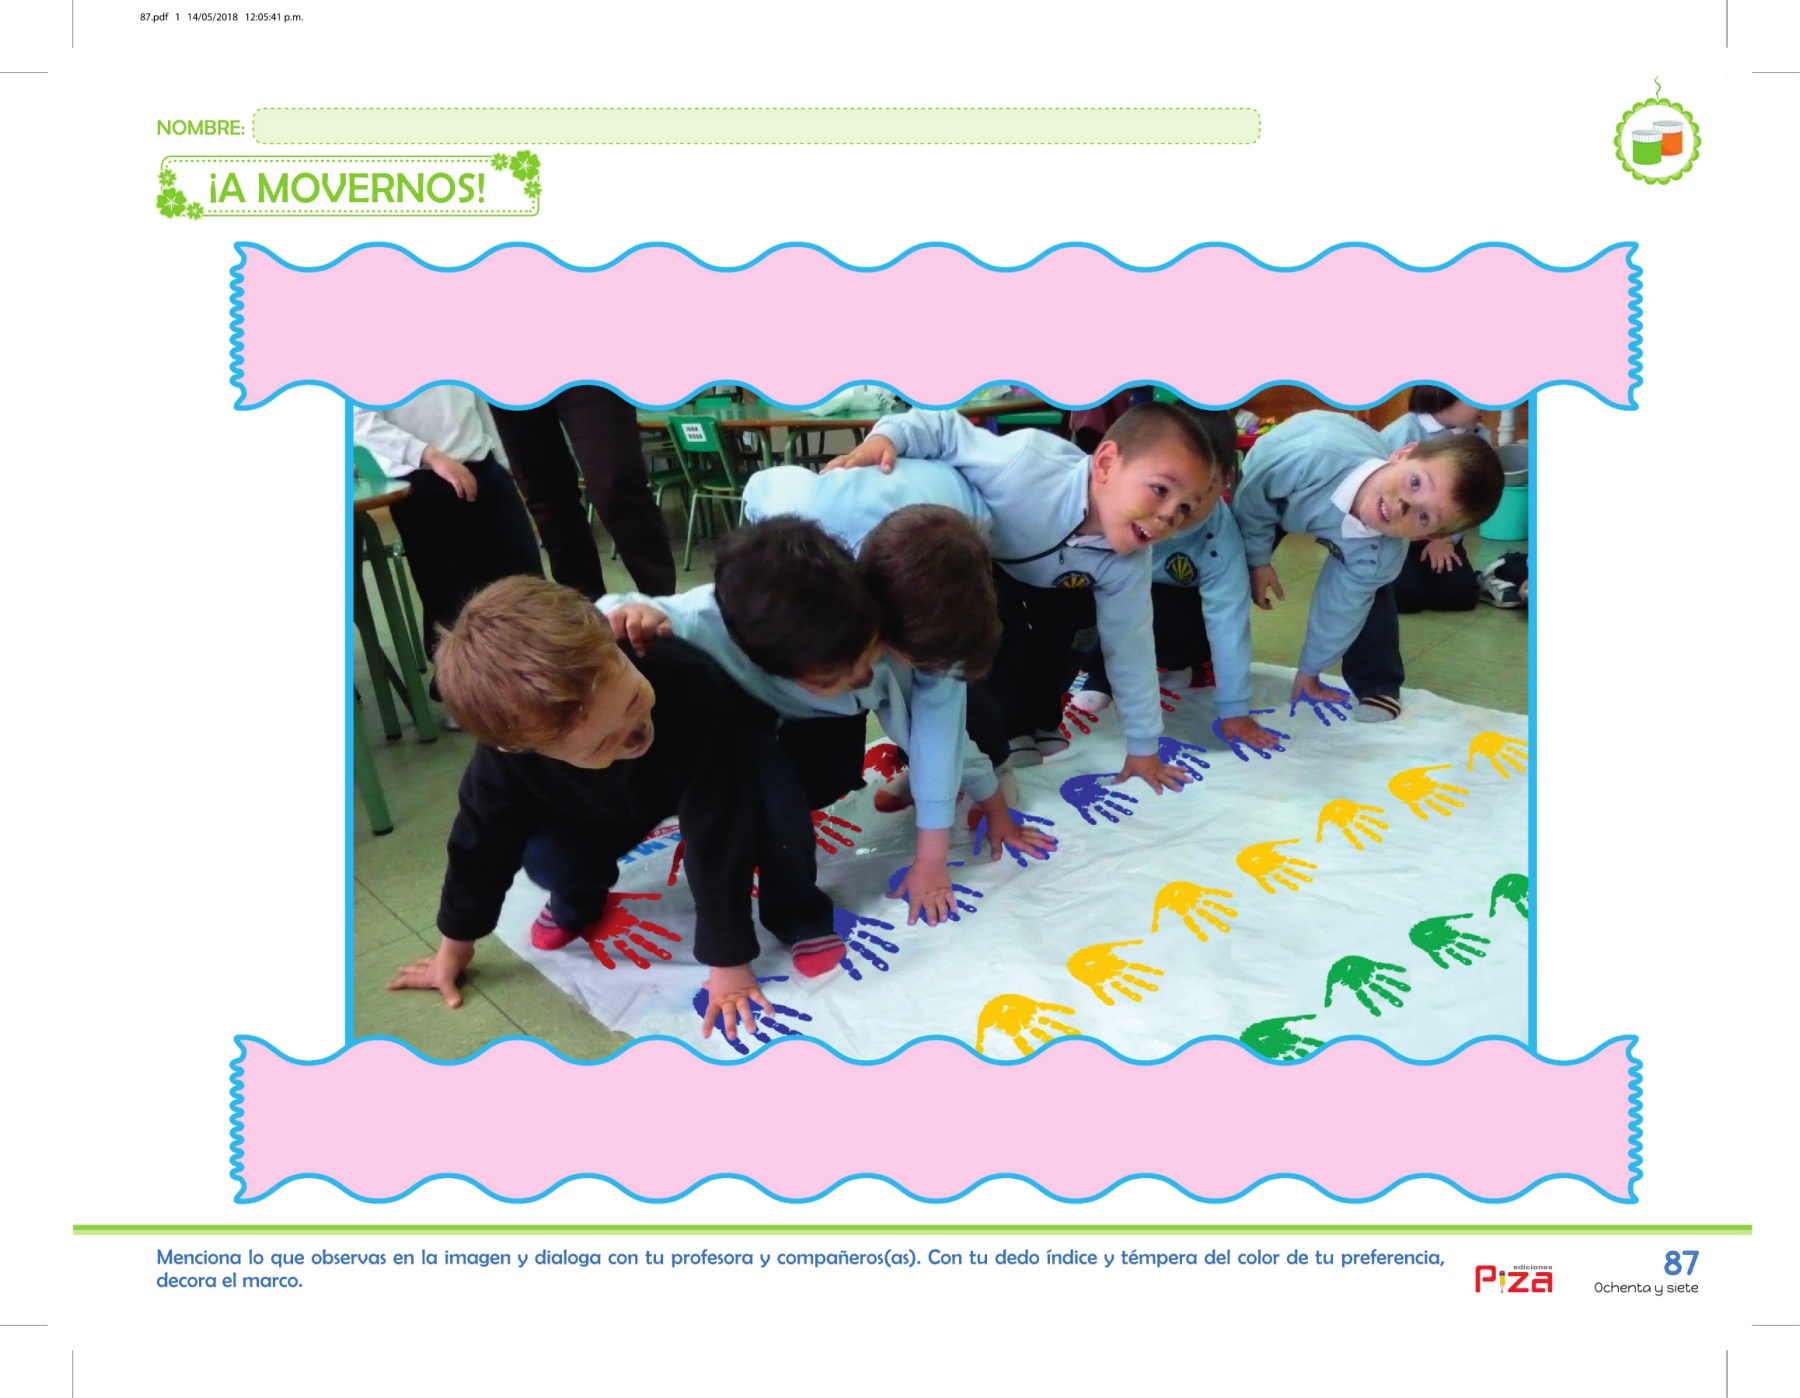 87.pdf 1 14/05/2018 12:05:41 p.m.
NOMBRE:
¡A MOVERNOS!
Menciona lo que observas en la imagen y dialoga con tu profesora y compañeros(as). Con tu dedo índice y témpera del color de tu preferencia,
decora el marco.
ediciones
Piza
87
Ochenta y siete